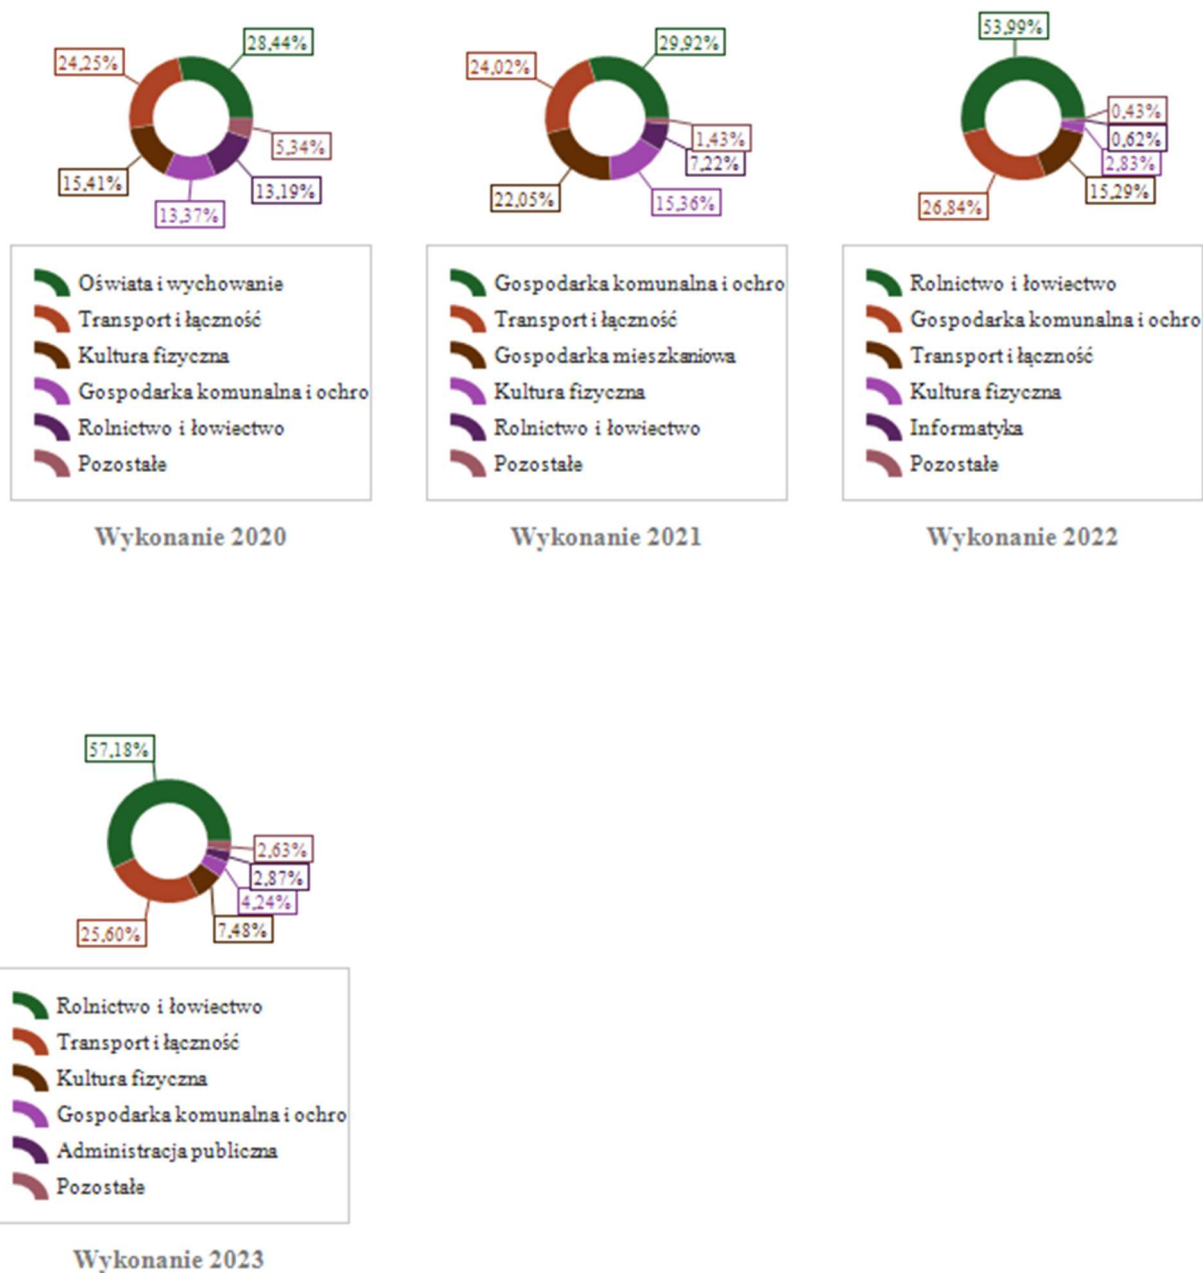 28,44%
24,25%
5,34%
15,41%
13,19%
13,37%
Oświata i wychowanie
Transport i łączność
Kultura fizyczna
Gospodarka komunalna i ochro
Rolnictwo i łowiectwo
Pozostałe
Wykonanie 2020
29,92%
24,02%
1,43%
7,22%
22,05%
15,36%
Gospodarka komunalna i ochro
Transport i łączność
Gospodarka mieszkaniowa
Kultura fizyczna
Rolnictwo i łowiectwo
Pozostałe
Wykonanie 2021
53,99%
0,43%
0,62%
2,83%
15,29%
26,84%
Rolnictwo i łowiectwo
Gospodarka komunalna i ochro
Transport i łączność
Kultura fizyczna
Informatyka
Pozostałe
Wykonanie 2022
57,18%
2,63%
2,87%
4,24%
7,48%
25,60%
Rolnictwo i łowiectwo
Transport i łączność
Kultura fizyczna
Gospodarka komunalna i ochro
Administracja publiczna
Pozostałe
Wykonanie 2023